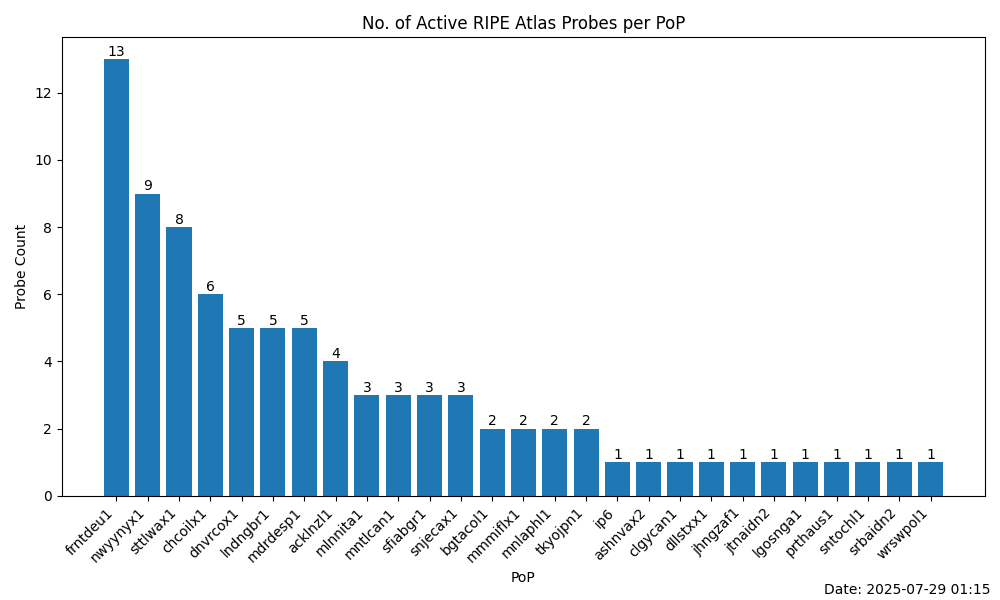 No. of Active RIPE Atlas Probes per PoP
Probe Count
12
10
8
6
4
2
0
13
9
8
6
5
5
5
4
3
3
3
3
2
2
2
2
1
1
1
1
1
1
1
1
1
1
1
frntdeu1
nwyynyx1
sttlwax1
chcoilx1
dnvrcox1
lndngbr1
mdrdesp1
acklnzl1
mlnnita1
mntlcan1
sfiabgr1
snjecax1
bgtacol1
mmmiflx1
mnlaphl1
tkyojpn1
ip6
ashnvax2
clgycan1
dllstxx1
jhngzaf1
jtnaidn2
lgosnga1
prthaus1
sntochl1
srbaidn2
wrswpol1
PoP
Date: 2025-07-29 01:15